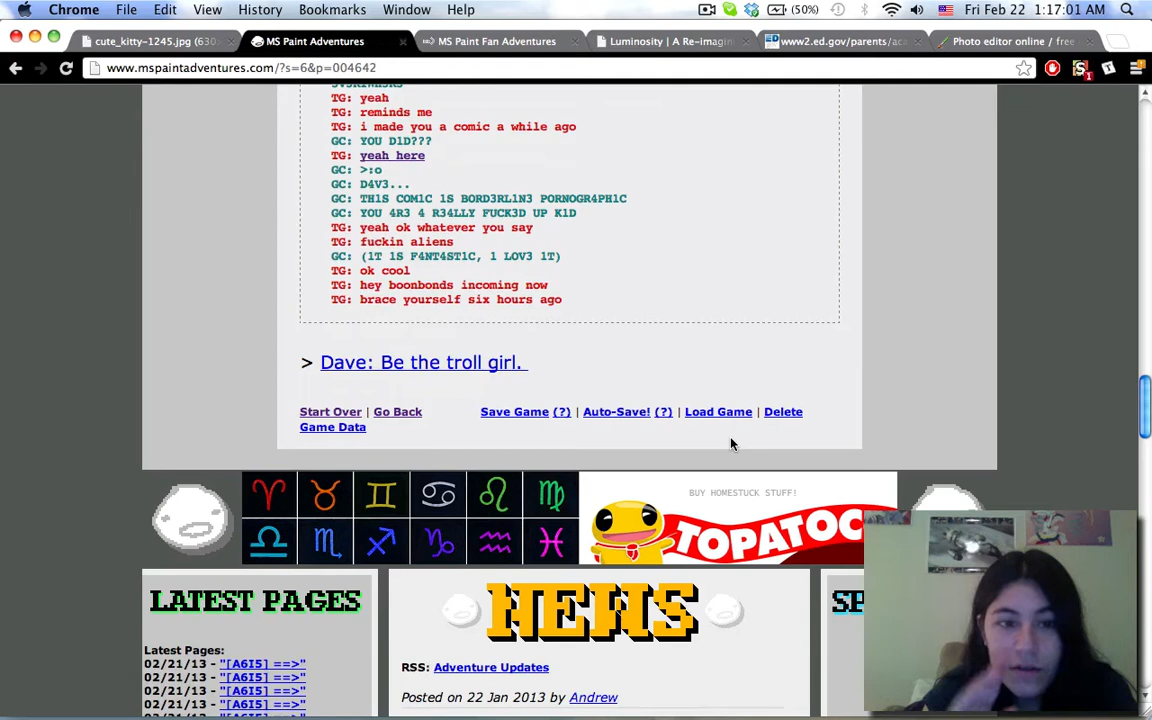 Chrome File Edit View History Bookmarks Window Help (50%) Fri Feb 22 1:17:01 AM
cute_kitty-1245.jpg (630 MS Paint Adventures MS Paint Fan Adventures Luminosity | A Re-imagin www2.ed.gov/parents/aca Photo editor online / free
www.mspaintadventures.com/?s=6&p=004642
TG: yeah
TG: reminds me
TG: i made you a comic a while ago
GC: YOU D1D???
TG: yeah here
GC: >:o
GC: D4V3...
GC: TH1S COM1C 1S BORD3RL1N3 PORNOGR4PH1C
GC: YOU 4R3 4 R34LLY FUCK3D UP K1D
TG: yeah ok whatever you say
TG: fuckin aliens
GC: (1T 1S F4NT4ST1C, 1 LOV3 1T)
TG: ok cool
TG: hey boonbonds incoming now
TG: brace yourself six hours ago
> Dave: Be the troll girl.
Start Over | Go Back Save Game (?) | Auto-Save! (?) | Load Game | Delete
Game Data
BUY HOMESTUCK STUFF!
TOPATOC
LATEST PAGES NEWS SP
Latest Pages:
02/21/13 - "[A6I5] ==>"
02/21/13 - "[A6I5] ==>"
02/21/13 - "[A6I5] ==>"
02/21/13 - "[A6I5] ==>"
RSS: Adventure Updates
Posted on 22 Jan 2013 by Andrew